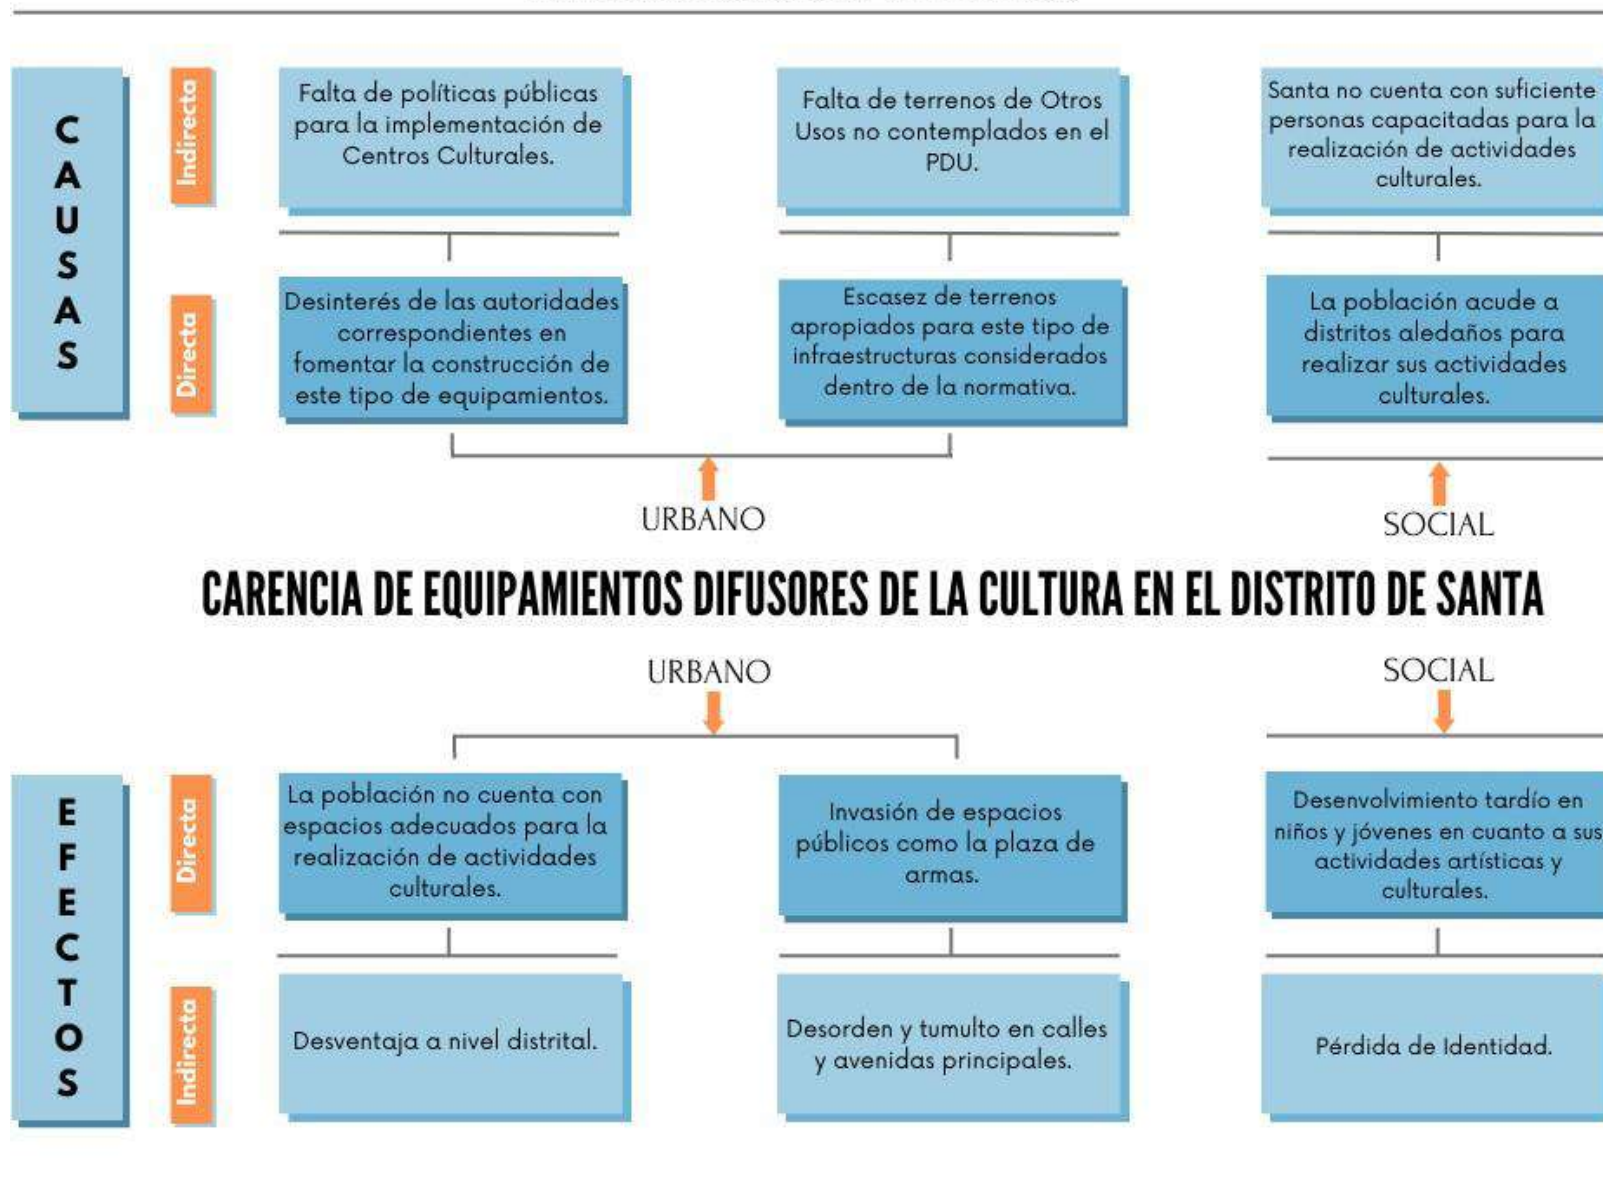 CAUSAS
Indirecta
Falta de políticas públicas
para la implementación de
Centros Culturales.
Falta de terrenos de Otros
Usos no contemplados en el
PDU.
Santa no cuenta con suficiente
personas capacitadas para la
realización de actividades
culturales.
Directa
Desinterés de las autoridades
correspondientes en
fomentar la construcción de
este tipo de equipamientos.
Escasez de terrenos
apropiados para este tipo de
infraestructuras considerados
dentro de la normativa.
La población acude a
distritos aledaños para
realizar sus actividades
culturales.
URBANO
SOCIAL
CARENCIA DE EQUIPAMIENTOS DIFUSORES DE LA CULTURA EN EL DISTRITO DE SANTA
URBANO
SOCIAL
EFECTOS
Directa
La población no cuenta con
espacios adecuados para la
realización de actividades
culturales.
Invasión de espacios
públicos como la plaza de
armas.
Desenvolvimiento tardío en
niños y jóvenes en cuanto a sus
actividades artísticas y
culturales.
Indirecta
Desventaja a nivel distrital.
Desorden y tumulto en calles
y avenidas principales.
Pérdida de Identidad.